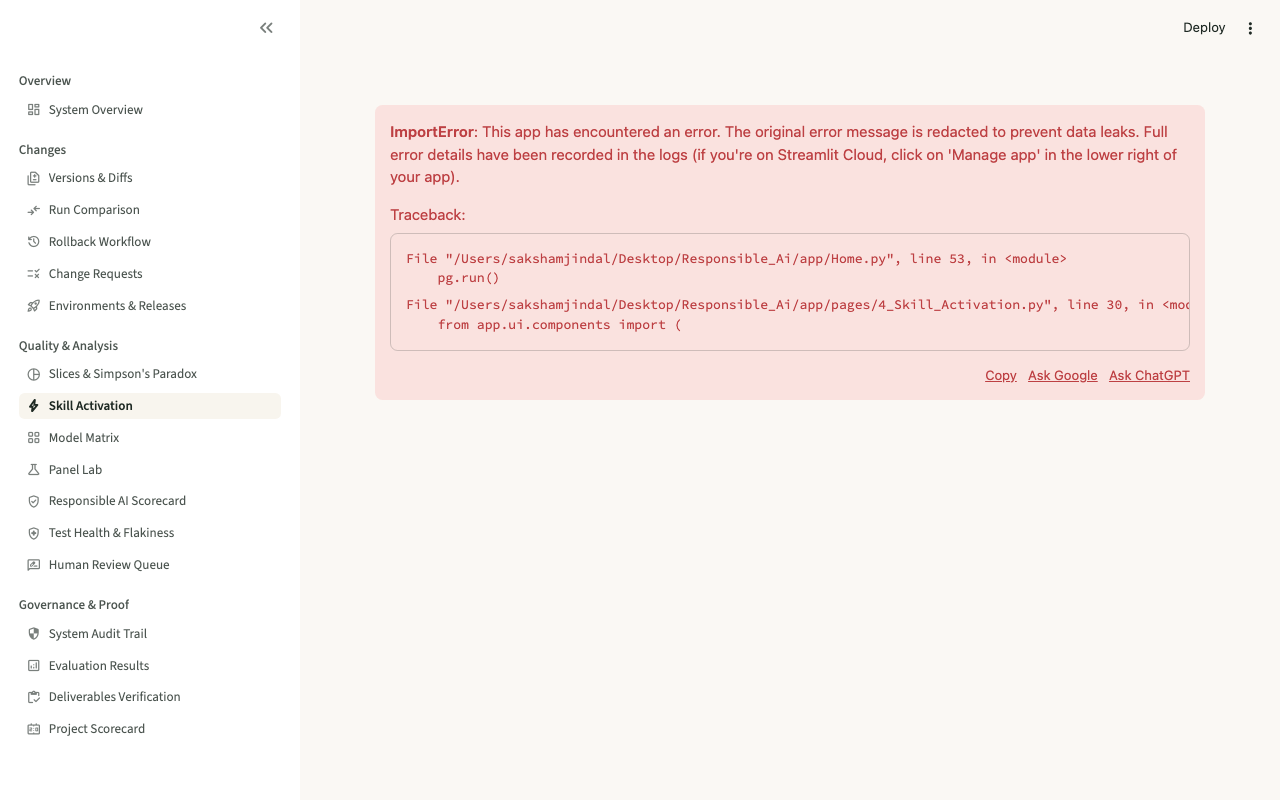 Deploy
Overview
System Overview
Changes
Versions & Diffs
Run Comparison
Rollback Workflow
Change Requests
Environments & Releases
Quality & Analysis
Slices & Simpson's Paradox
Skill Activation
Model Matrix
Panel Lab
Responsible AI Scorecard
Test Health & Flakiness
Human Review Queue
Governance & Proof
System Audit Trail
Evaluation Results
Deliverables Verification
Project Scorecard
ImportError: This app has encountered an error. The original error message is redacted to prevent data leaks. Full
error details have been recorded in the logs (if you're on Streamlit Cloud, click on 'Manage app' in the lower right of
your app).
Traceback:
File "/Users/sakshamjindal/Desktop/Responsible_Ai/app/Home.py", line 53, in <module>
pg.run()
File "/Users/sakshamjindal/Desktop/Responsible_Ai/app/pages/4_Skill_Activation.py", line 30, in <mod
from app.ui.components import (
Copy Ask Google Ask ChatGPT